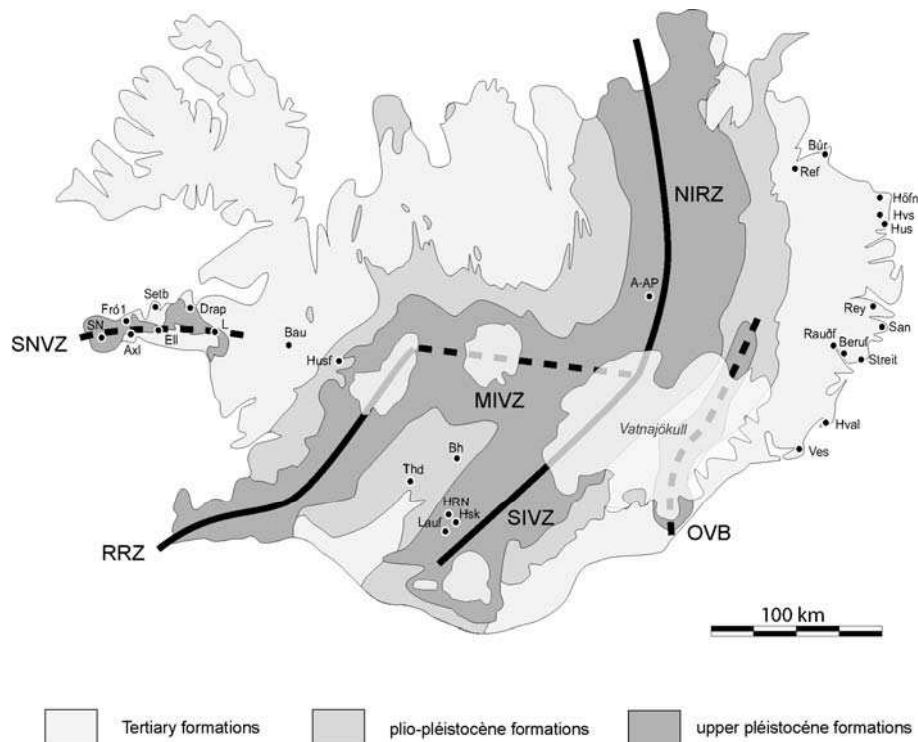 NIRZ
Búr
Ref
Höfn
Hvs
Hus
A-AP
Setb
Fró1
Drap
SN
L
Rey
SNVZ
Ell
Axl
Bau
San
Rauðf
Beruf
Husf
Streit
MIVZ
Vatnajökull
Hval
Bh
Ves
Thd
HRN
Hsk
Lauf
SIVZ
OVB
RRZ
100 km
Tertiary formations
plio-pléistocène formations
upper pléistocéne formations